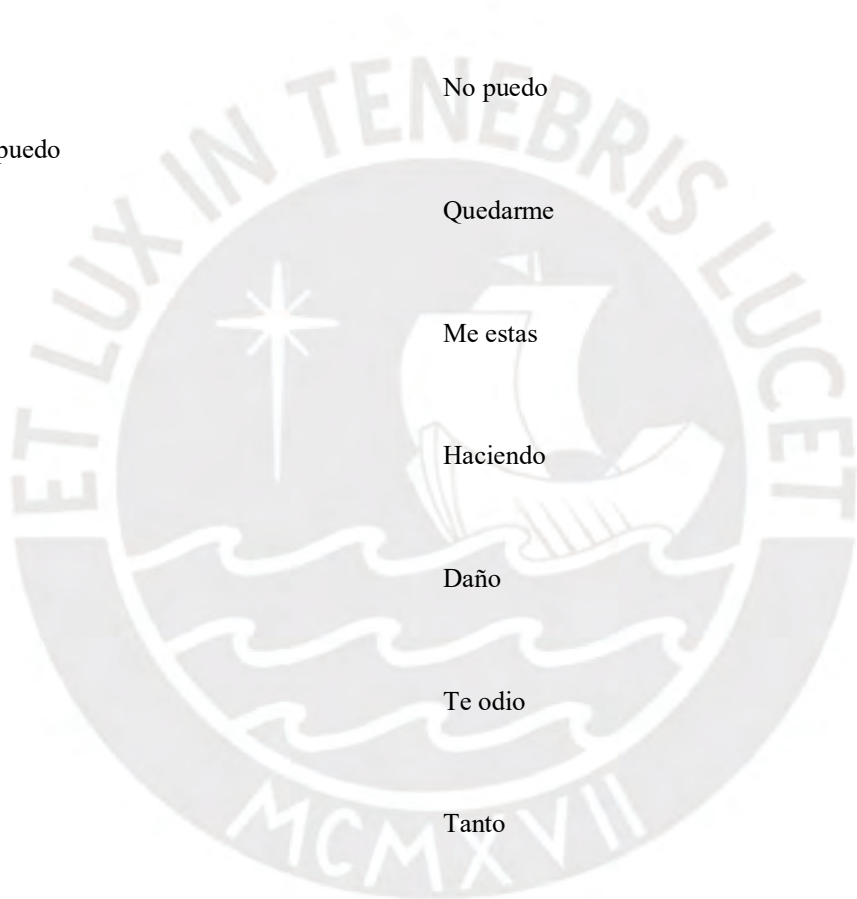 No puedo
puedo
Quedarme
Me estas
Haciendo
Daño
Te odio
Tanto
ET LUX IN TENEBRIS LUCET
MCMXVII